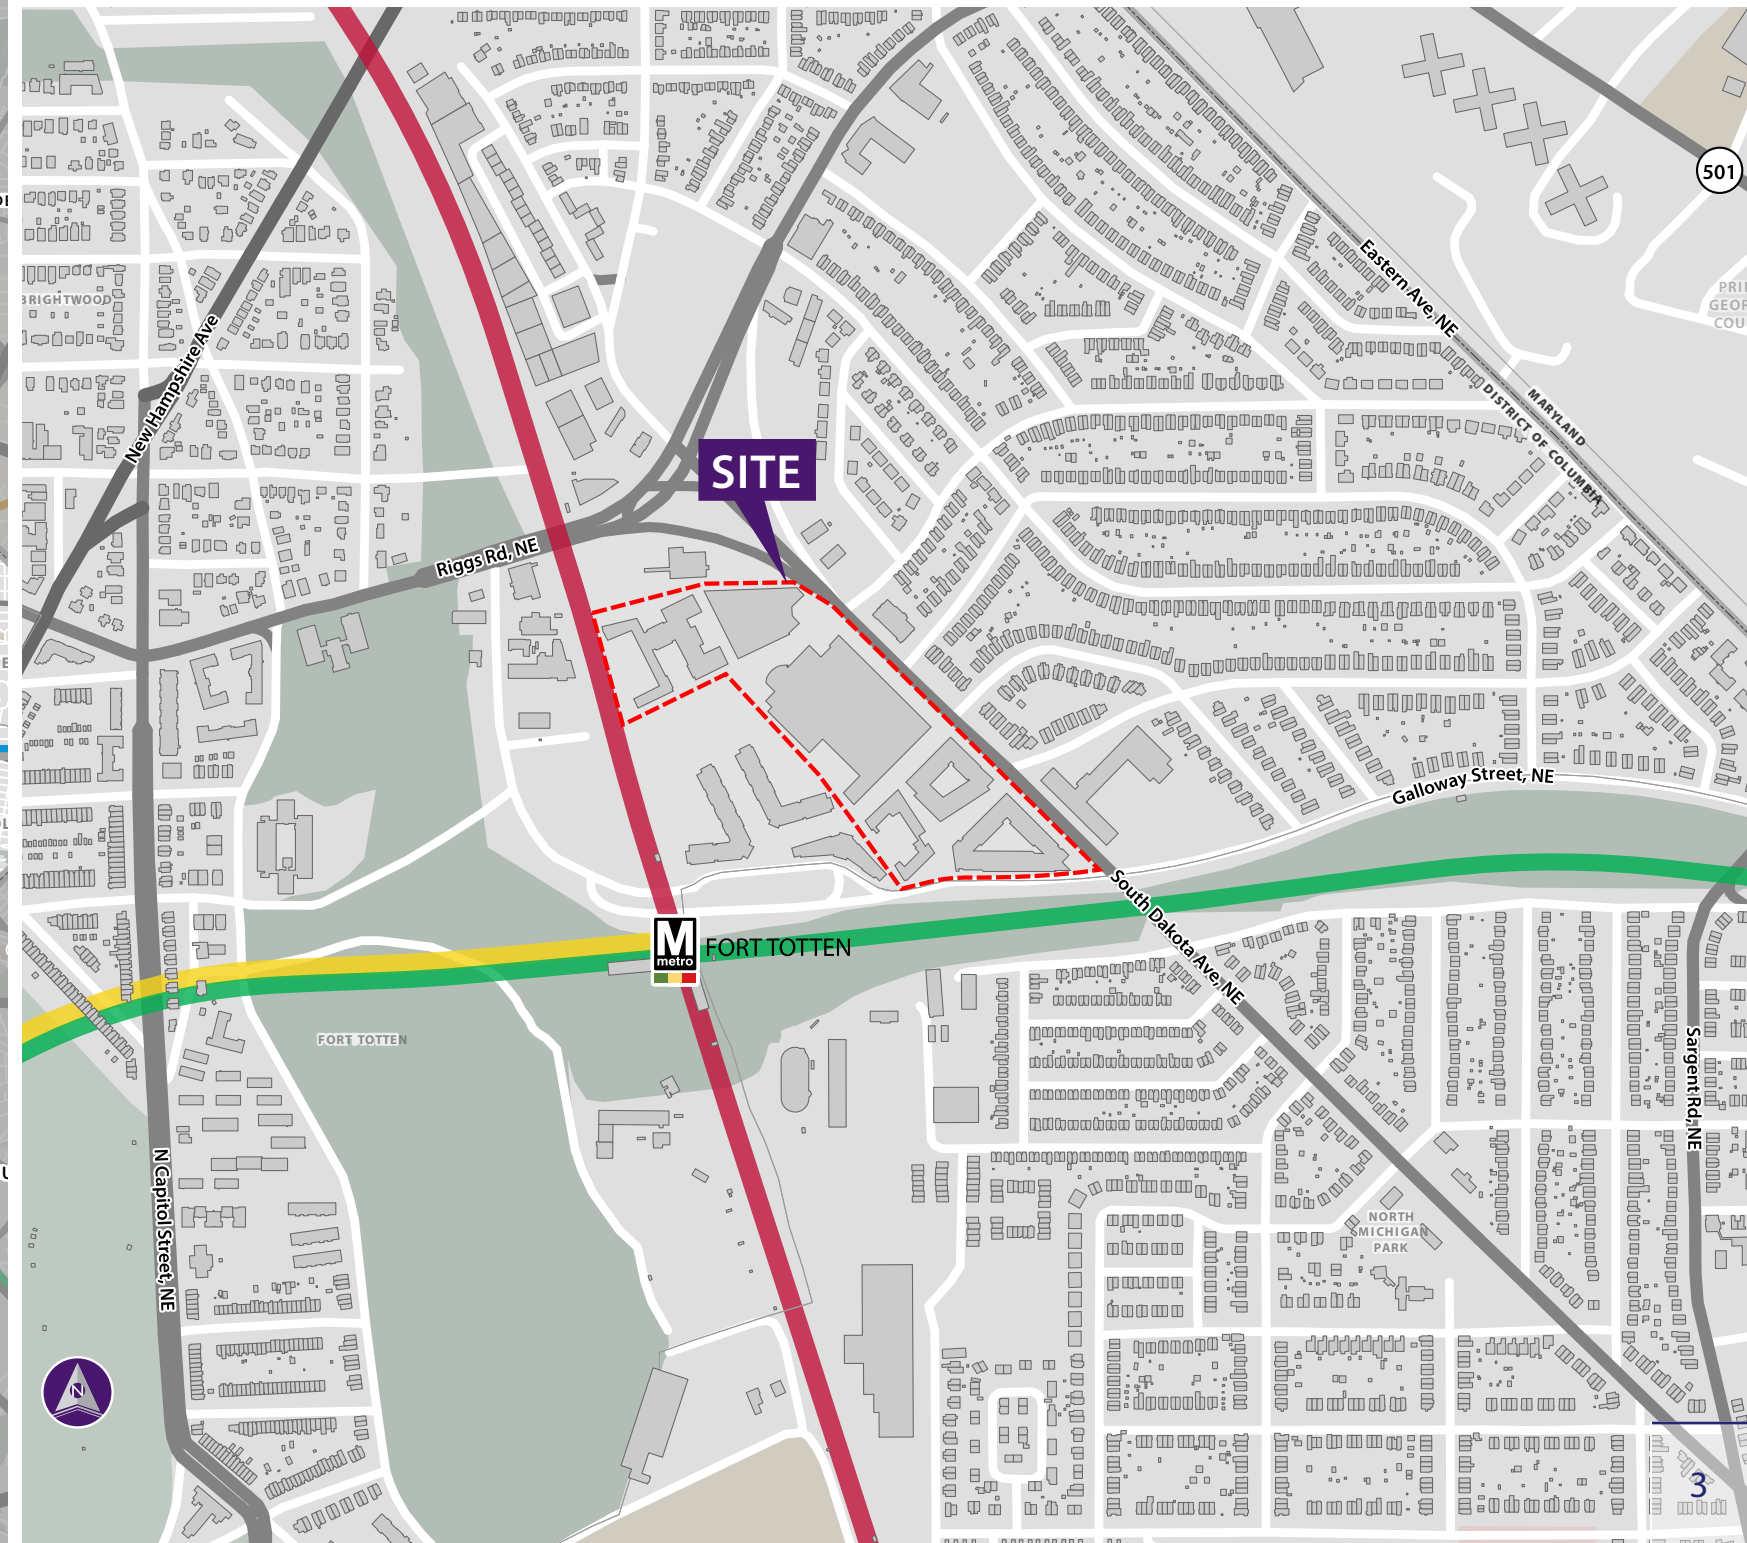 501
Eastern Ave, NE
BRIGHTWOOD
New Hampshire Ave
MARYLAND
DISTRICT OF COLUMBIA
SITE
Riggs Rd, NE
Galloway Street, NE
South Dakota Ave, NE
M
metro
FORT TOTTEN
FORT TOTTEN
Sargent Rd, NE
N Capitol Street, NE
NORTH
MICHIGAN
PARK
N
3